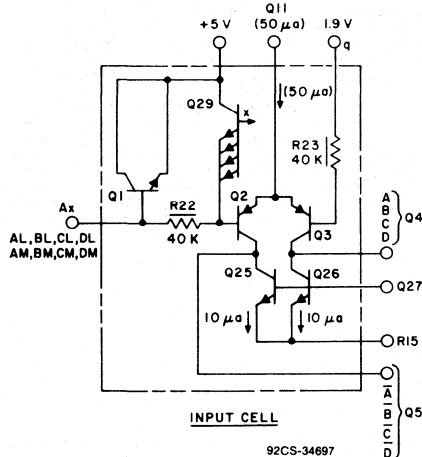 +5 V
Q11
(50 μa)
1.9 V
q
(50 μa)
Q29
x
R23
40 K
Q1
Ax
AL, BL, CL, DL
AM, BM, CM, DM
R22
40 K
Q2
Q3
A
B
C
D
Q4
Q25
Q26
Q27
10 μa
10 μa
R15
A̅
B̅
C̅
D̅
Q5
INPUT CELL
92CS-34697